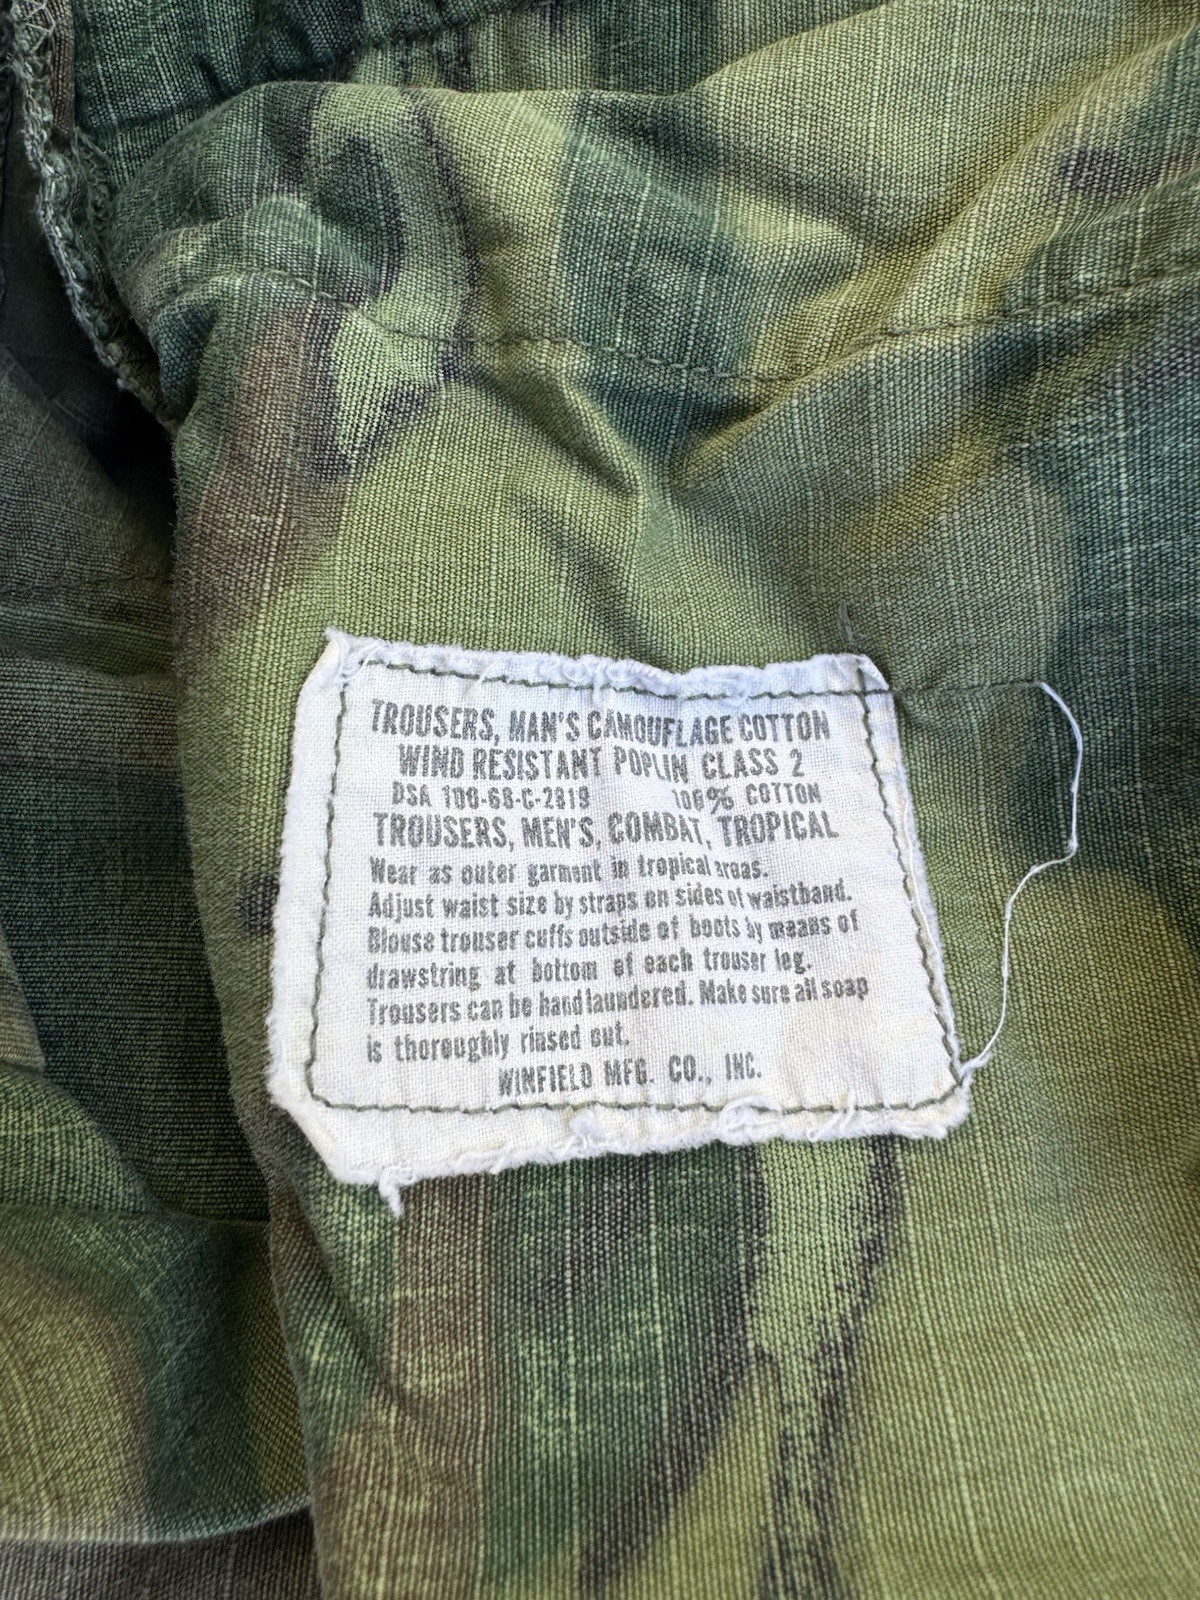 TROUSERS, MAN'S CAMOUFLAGE COTTON
WIND RESISTANT POPLIN CLASS 2
DSA 100-68-C-2819 100% COTTON
TROUSERS, MEN'S, COMBAT, TROPICAL
Wear as outer garment in tropical areas.
Adjust waist size by straps on sides of waistband.
Blouse trouser cuffs outside of boots by means of
drawstring at bottom of each trouser leg.
Trousers can be hand laundered. Make sure all soap
is thoroughly rinsed out.
WINFIELD MFG. CO., INC.